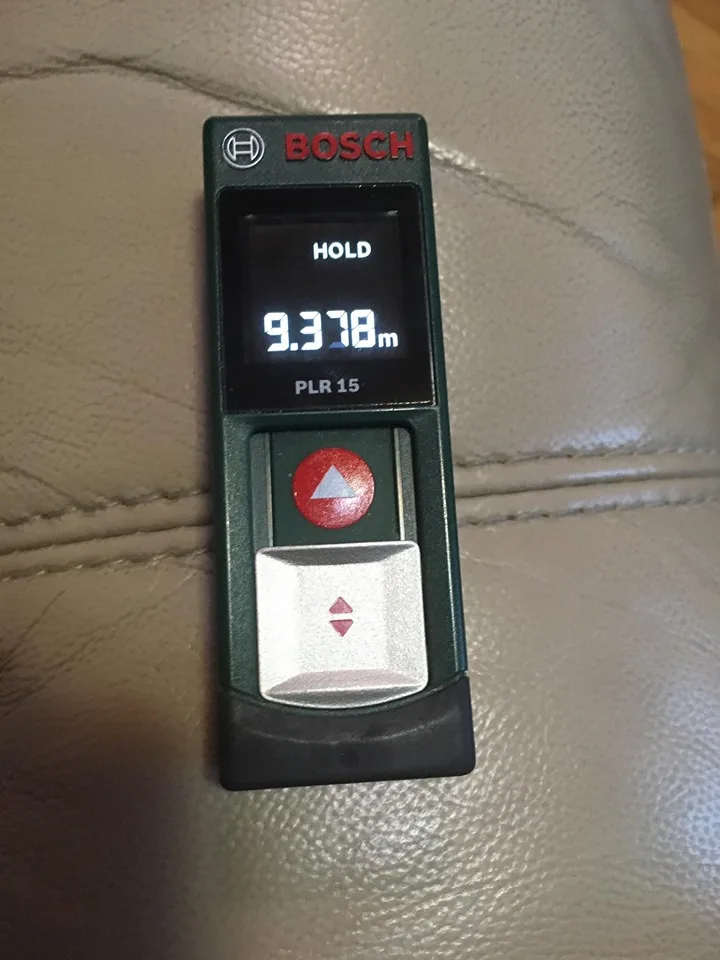 BOSCH
HOLD
9.378m
PLR 15